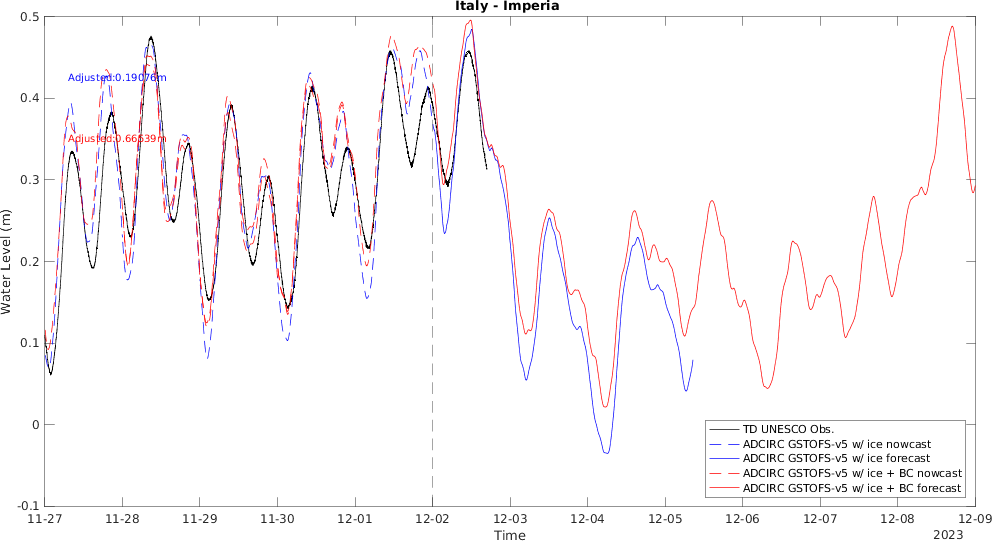 Italy - Imperia
0.5
0.4
0.3
0.2
0.1
0
-0.1
Water Level (m)
Adjusted:0.19076m
Adjusted:0.66539m
TD UNESCO Obs.
ADCIRC GSTOFS-v5 w/ ice nowcast
ADCIRC GSTOFS-v5 w/ ice forecast
ADCIRC GSTOFS-v5 w/ ice + BC nowcast
ADCIRC GSTOFS-v5 w/ ice + BC forecast
11-27 11-28 11-29 11-30 12-01 12-02 12-03 12-04 12-05 12-06 12-07 12-08 12-09
Time
2023